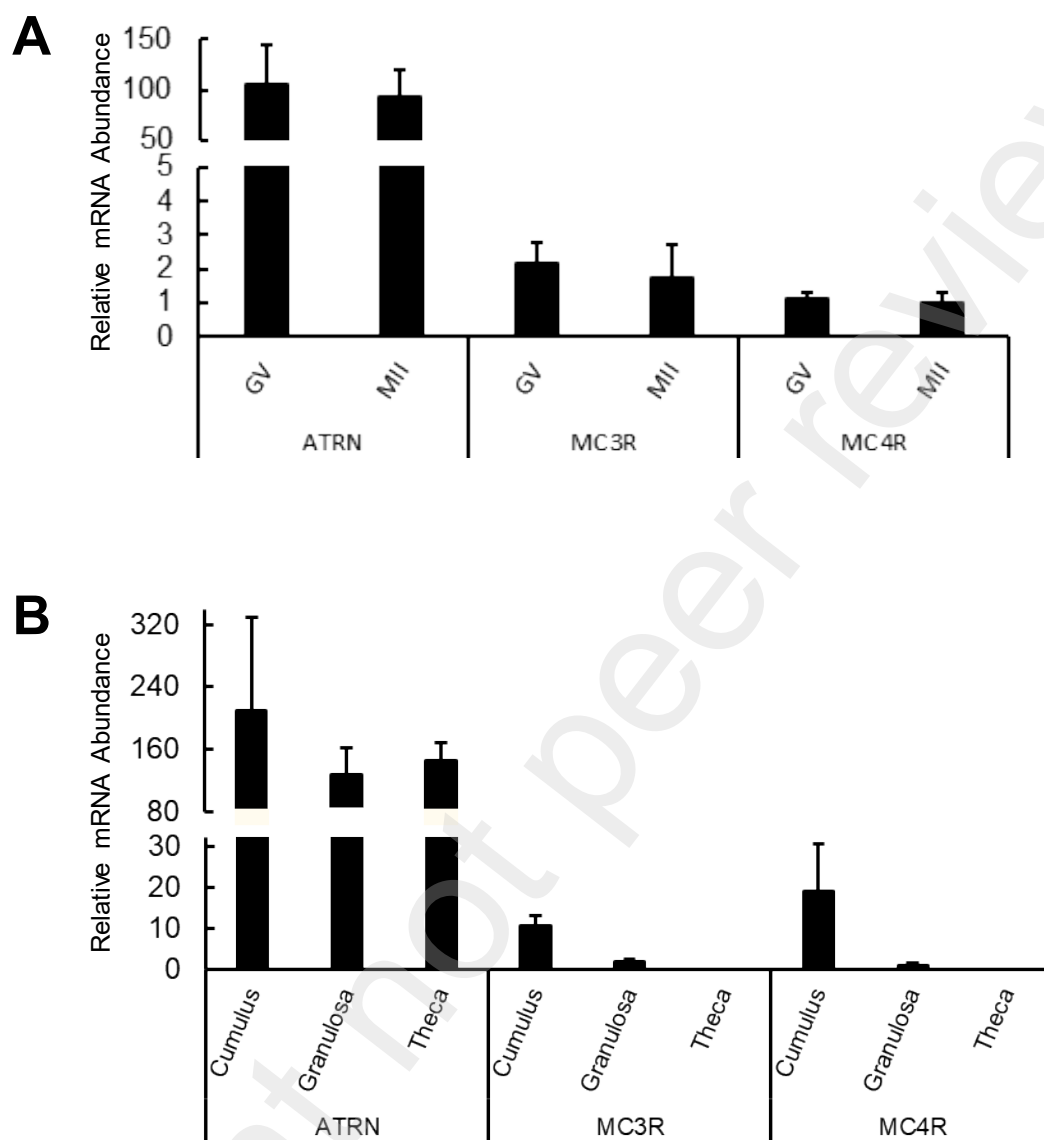 A
Relative mRNA Abundance
150
100
50
5
4
3
2
1
0
GV MII GV MII GV MII
ATRN MC3R MC4R
B
Relative mRNA Abundance
320
240
160
80
30
20
10
0
Cumulus Granulosa Theca Cumulus Granulosa Theca Cumulus Granulosa Theca
ATRN MC3R MC4R
not peer review